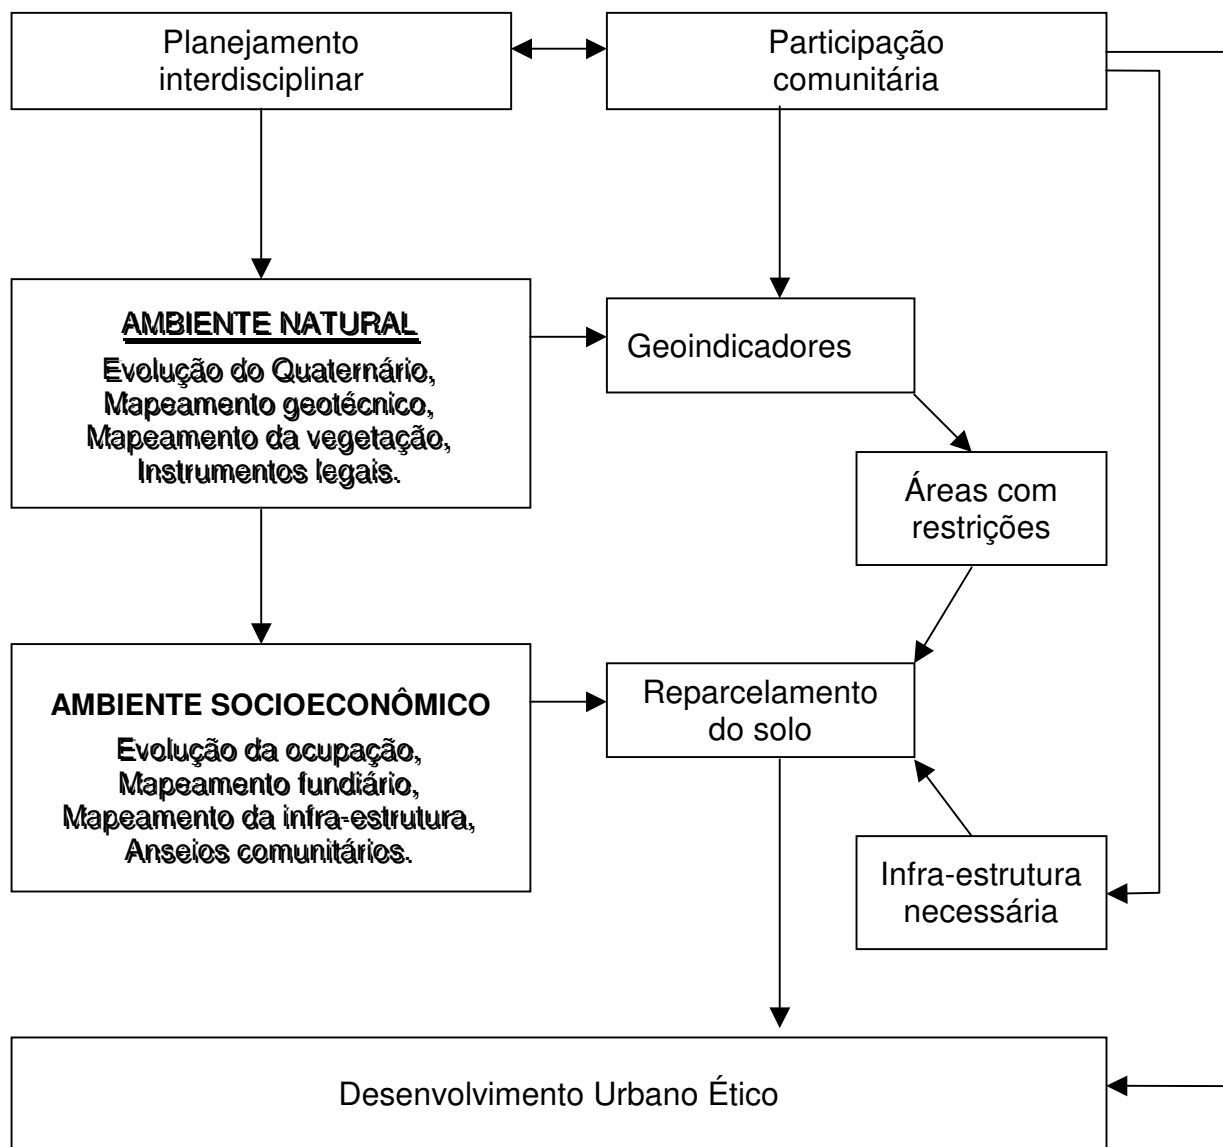 Planejamento
interdisciplinar
Participação
comunitária
AMBIENTE NATURAL
Evolução do Quaternário,
Mapeamento geotécnico,
Mapeamento da vegetação,
Instrumentos legais.
Geoindicadores
Áreas com
restrições
AMBIENTE SOCIOECONÔMICO
Evolução da ocupação,
Mapeamento fundiário,
Mapeamento da infra-estrutura,
Anseios comunitários.
Reparcelamento
do solo
Infra-estrutura
necessária
Desenvolvimento Urbano Ético